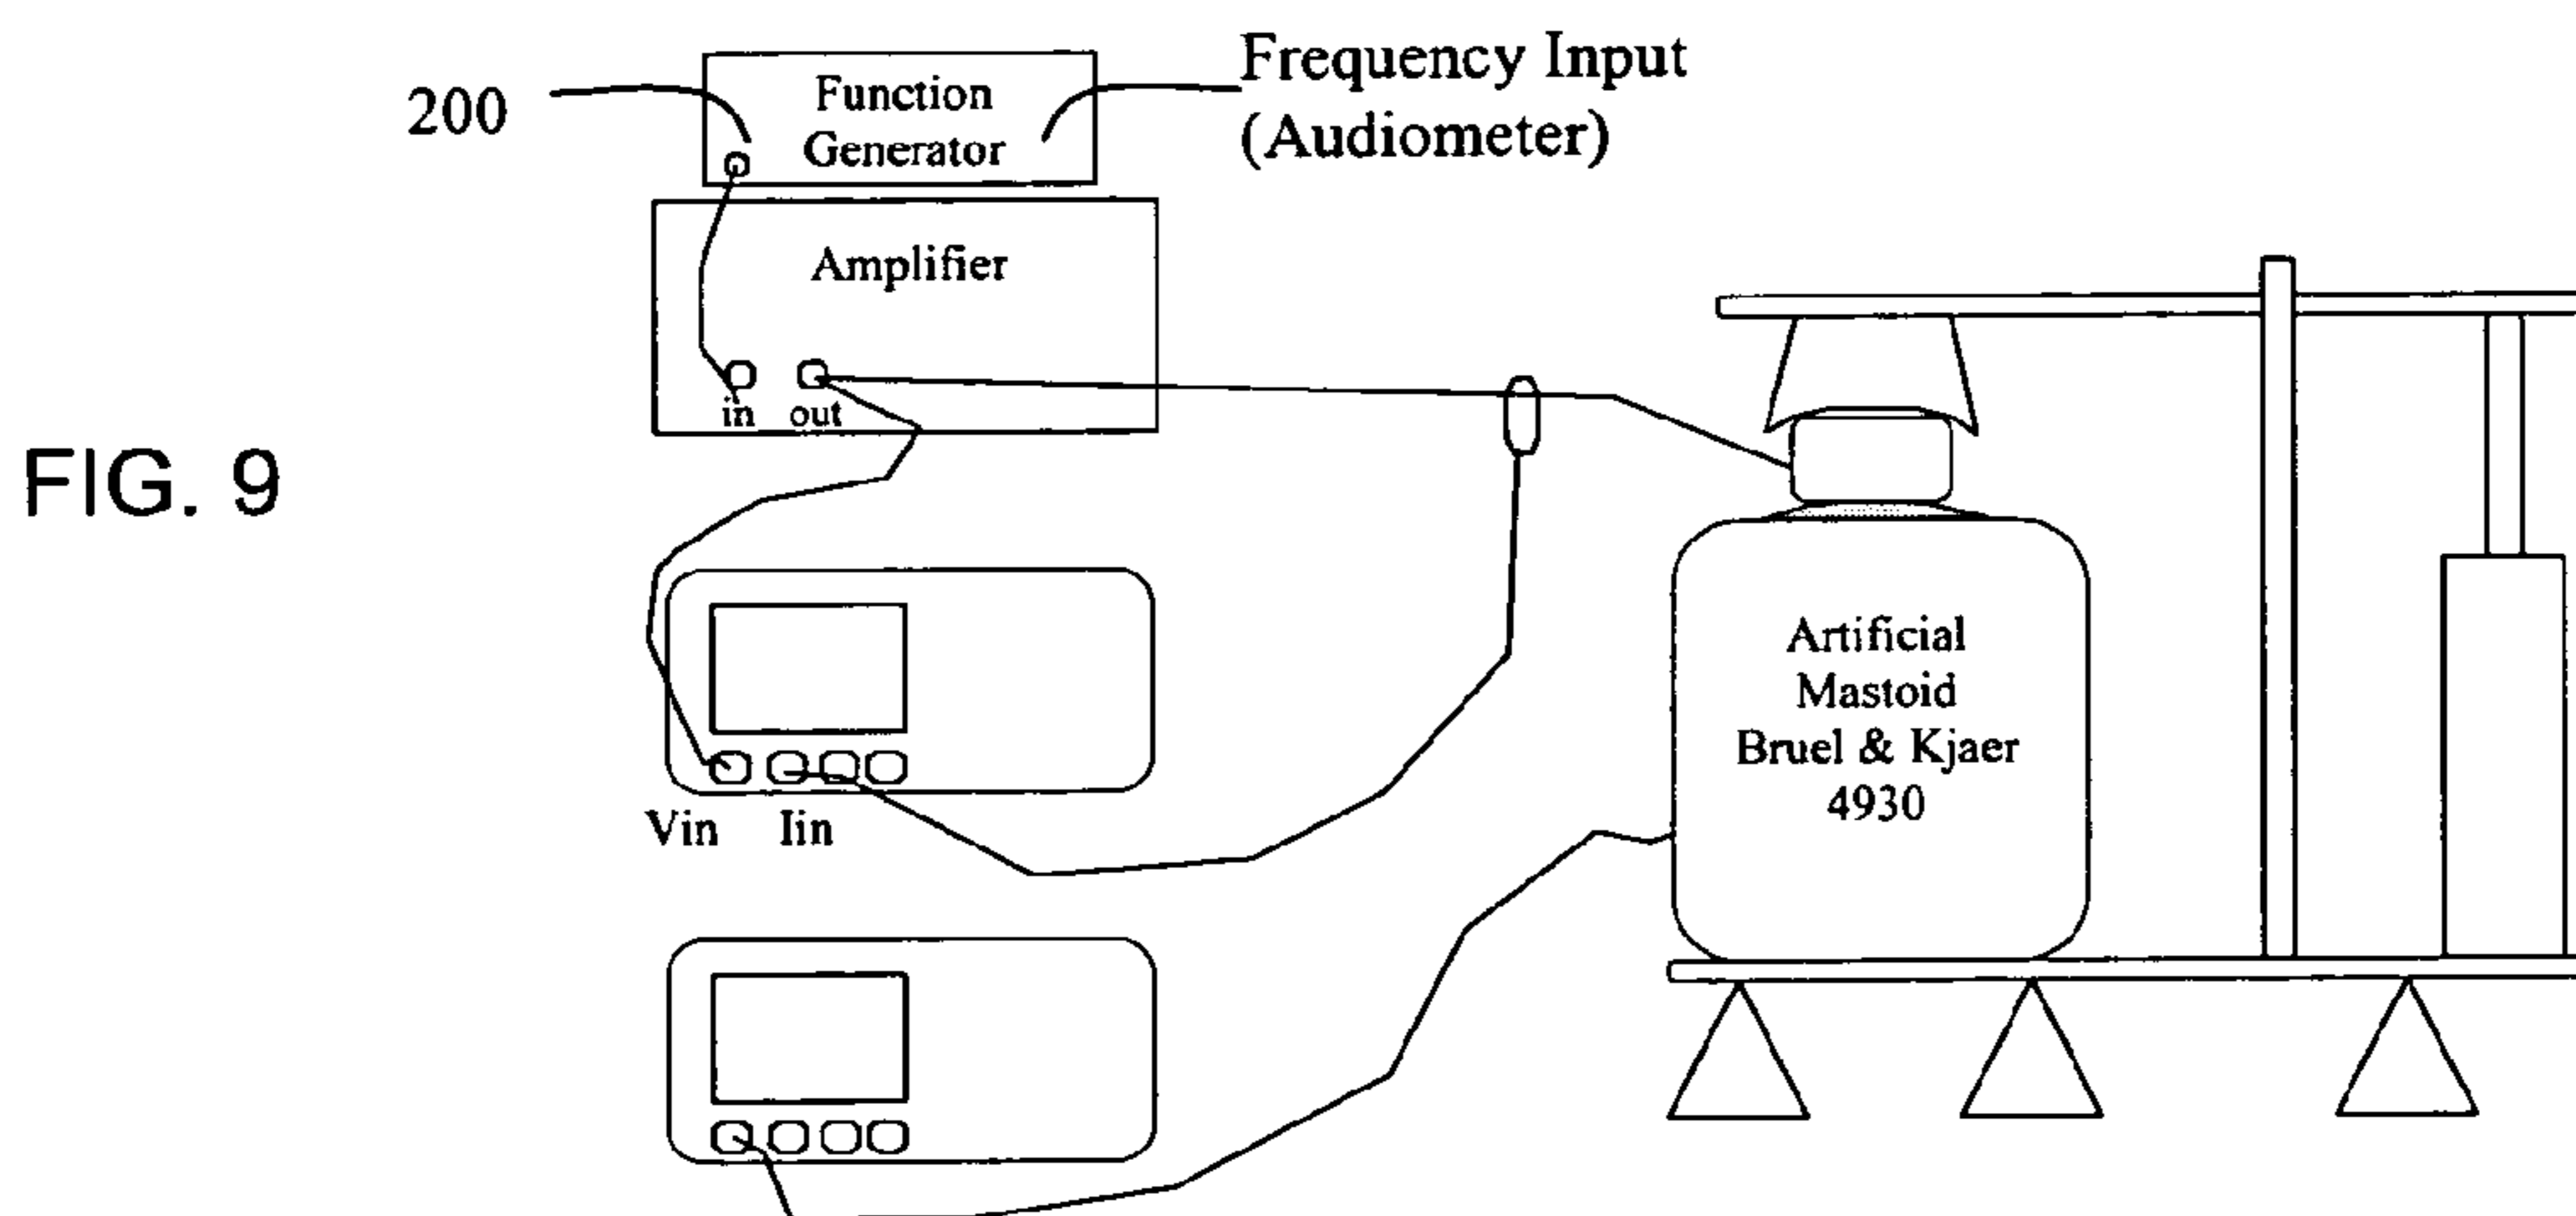 200
Function
Generator
Frequency Input
(Audiometer)
Amplifier
in out
FIG. 9
Vin Iin
Artificial
Mastoid
Bruel & Kjaer
4930